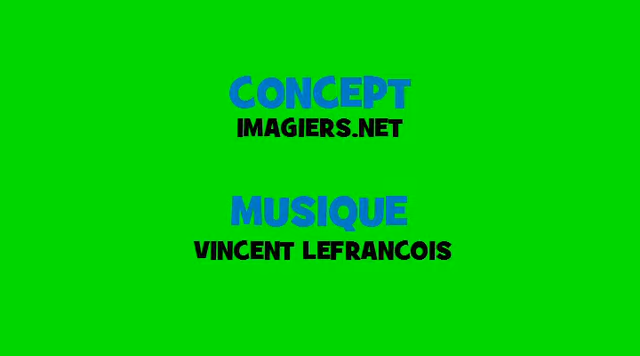 CONCEPT
IMAGIERS.NET
MUSIQUE
VINCENT LEFRANCOIS